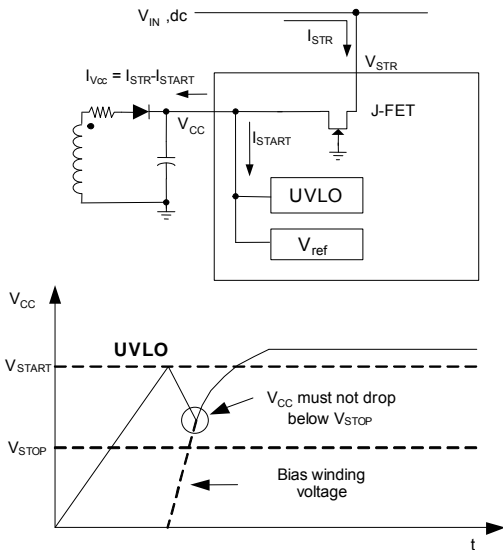 V_IN ,dc
I_STR
V_STR
I_Vcc = I_STR-I_START
J-FET
V_CC
I_START
UVLO
V_ref
V_CC
UVLO
V_START
V_CC must not drop
below V_STOP
V_STOP
Bias winding
voltage
t